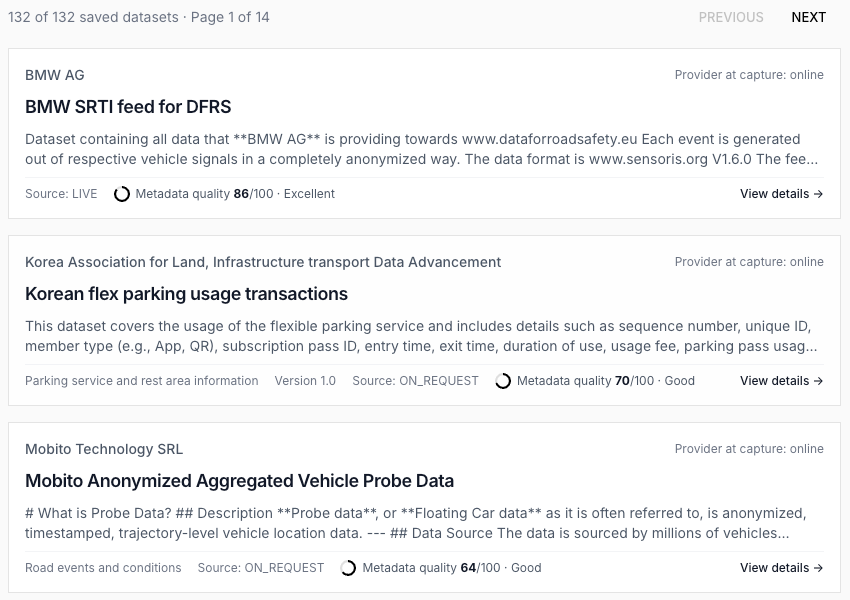 132 of 132 saved datasets · Page 1 of 14
PREVIOUS NEXT
BMW AG
Provider at capture: online
BMW SRTI feed for DFRS
Dataset containing all data that **BMW AG** is providing towards www.dataforroadsafety.eu Each event is generated
out of respective vehicle signals in a completely anonymized way. The data format is www.sensoris.org V1.6.0 The fee...
Source: LIVE Metadata quality 86/100 · Excellent View details →
Korea Association for Land, Infrastructure transport Data Advancement
Provider at capture: online
Korean flex parking usage transactions
This dataset covers the usage of the flexible parking service and includes details such as sequence number, unique ID,
member type (e.g., App, QR), subscription pass ID, entry time, exit time, duration of use, usage fee, parking pass usag...
Parking service and rest area information Version 1.0 Source: ON_REQUEST Metadata quality 70/100 · Good View details →
Mobito Technology SRL
Provider at capture: online
Mobito Anonymized Aggregated Vehicle Probe Data
# What is Probe Data? ## Description **Probe data**, or **Floating Car data** as it is often referred to, is anonymized,
timestamped, trajectory-level vehicle location data. --- ## Data Source The data is sourced by millions of vehicles...
Road events and conditions Source: ON_REQUEST Metadata quality 64/100 · Good View details →